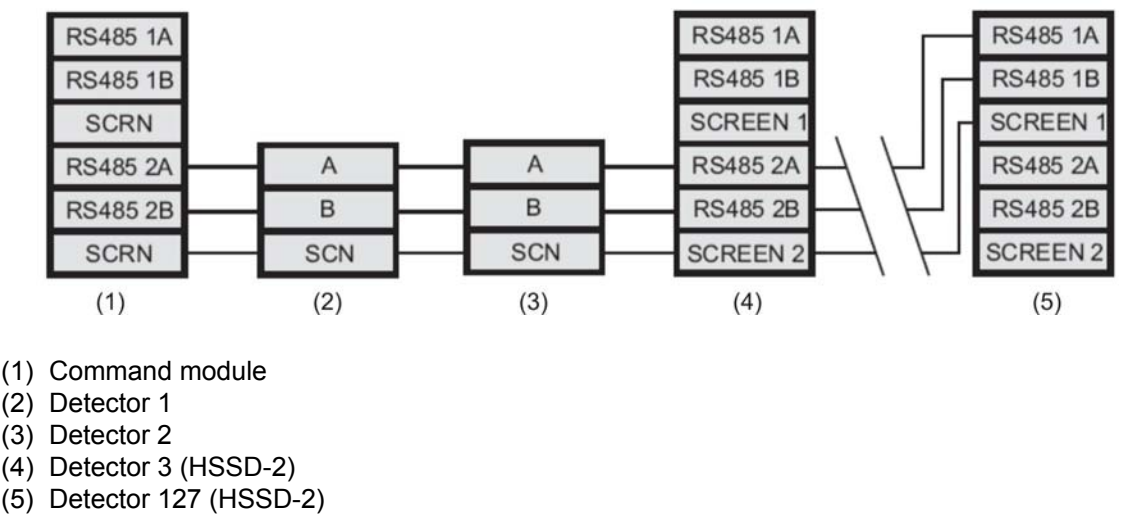 RS485 1A RS485 1A RS485 1A
RS485 1B RS485 1B RS485 1B
SCRN SCREEN 1 SCREEN 1
RS485 2A A A RS485 2A RS485 2A
RS485 2B B B RS485 2B RS485 2B
SCRN SCN SCN SCREEN 2 SCREEN 2
(1) (2) (3) (4) (5)
(1) Command module
(2) Detector 1
(3) Detector 2
(4) Detector 3 (HSSD-2)
(5) Detector 127 (HSSD-2)